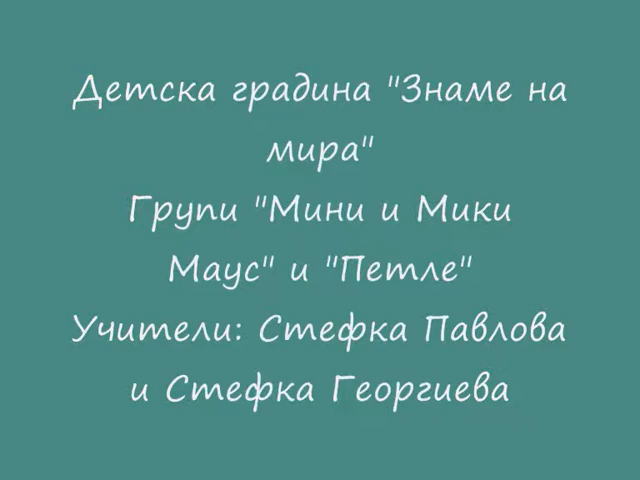 Детска градина "Знаме на
мира"
Групи "Мини и Мики
Маус" и "Петле"
Учители: Стефка Павлова
и Стефка Георгиева